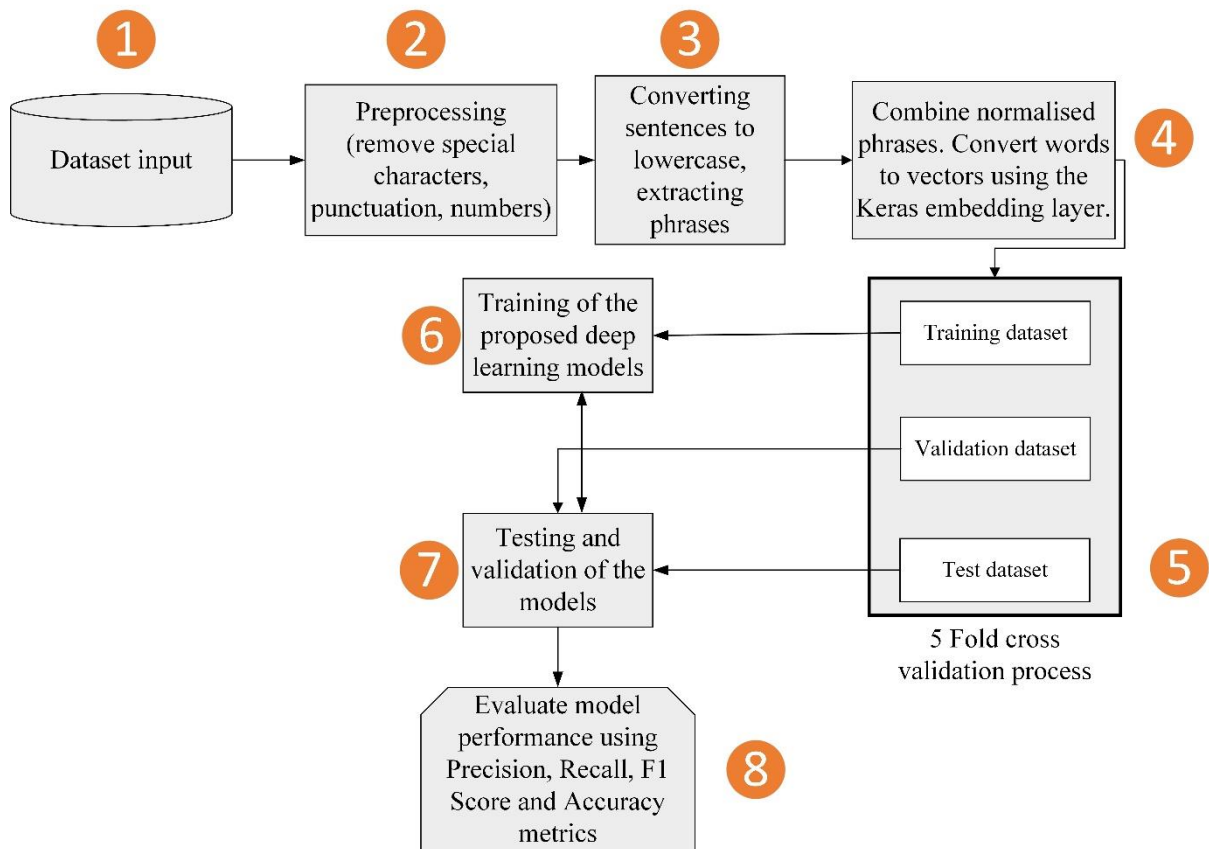 1
2
3
Dataset input
Preprocessing
(remove special
characters,
punctuation, numbers)
Converting
sentences to
lowercase,
extracting
phrases
Combine normalised
phrases. Convert words
to vectors using the
Keras embedding layer.
4
6
Training of the
proposed deep
learning models
Training dataset
Validation dataset
7
Testing and
validation of the
models
Test dataset
5
5 Fold cross
validation process
Evaluate model
performance using
Precision, Recall, F1
Score and Accuracy
metrics
8